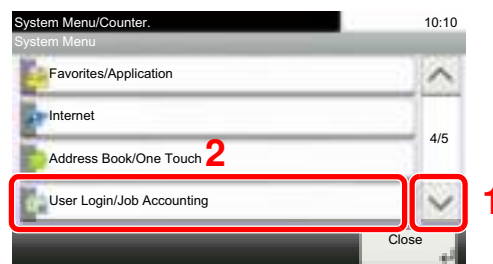 System Menu/Counter. 10:10
System Menu
Favorites/Application
Internet
4/5
Address Book/One Touch 2
User Login/Job Accounting
1
Close